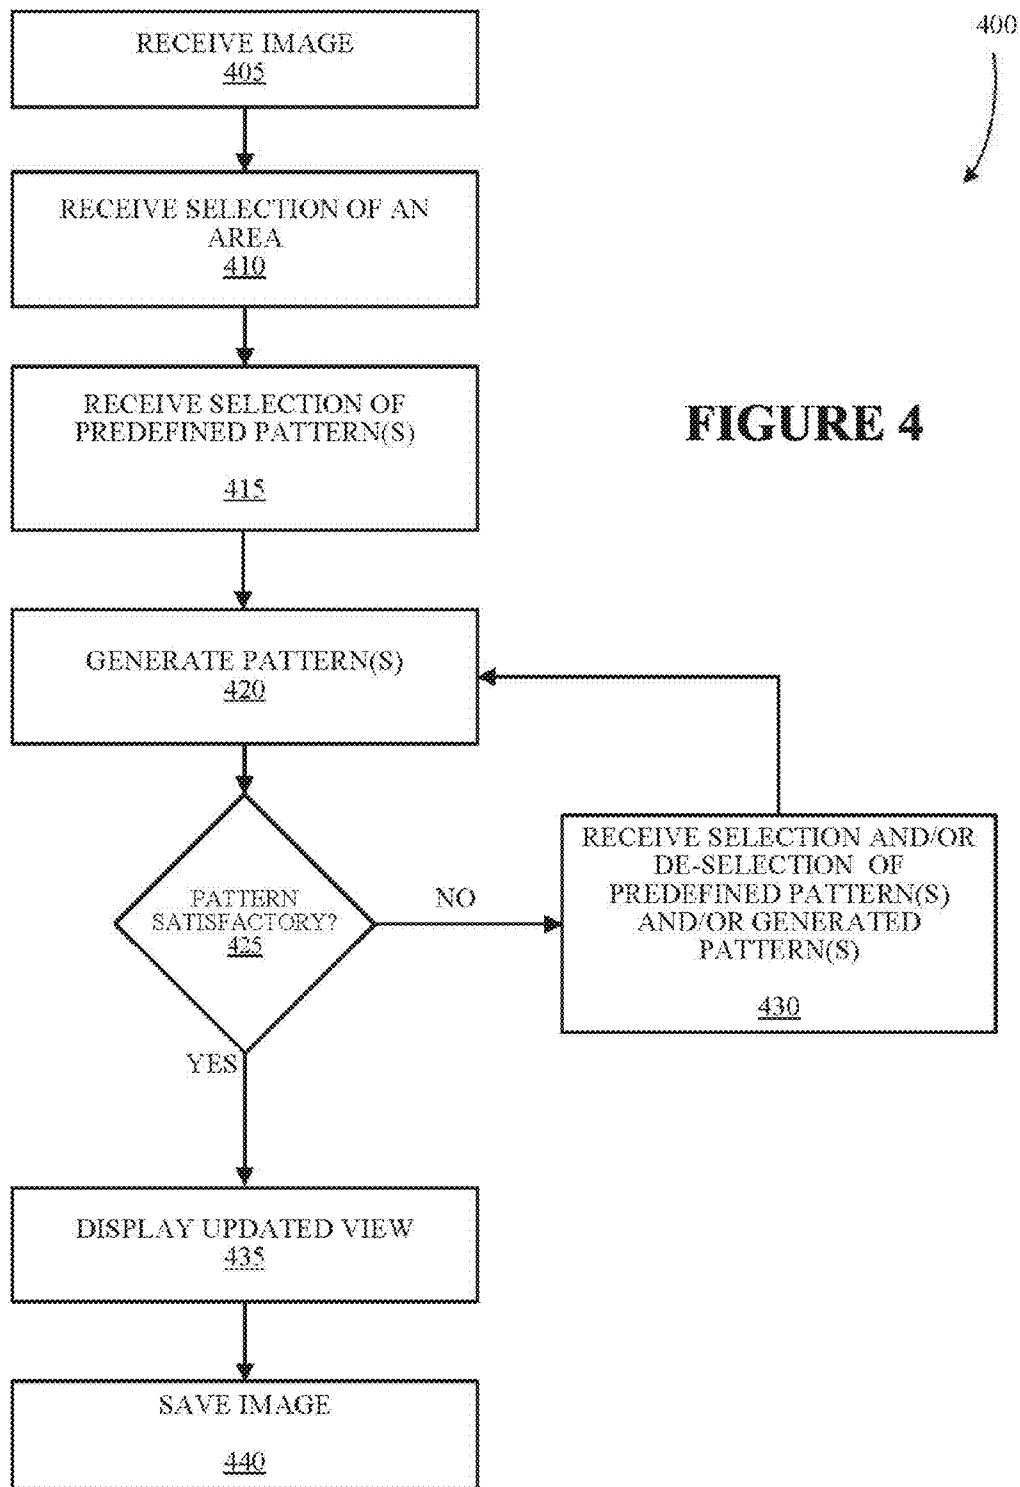 400
RECEIVE IMAGE
405
RECEIVE SELECTION OF AN
AREA
410
RECEIVE SELECTION OF
PREDEFINED PATTERN(S)
415
FIGURE 4
GENERATE PATTERN(S)
420
PATTERN
SATISFACTORY?
425
NO
RECEIVE SELECTION AND/OR
DE-SELECTION OF
PREDEFINED PATTERN(S)
AND/OR GENERATED
PATTERN(S)
430
YES
DISPLAY UPDATED VIEW
435
SAVE IMAGE
440